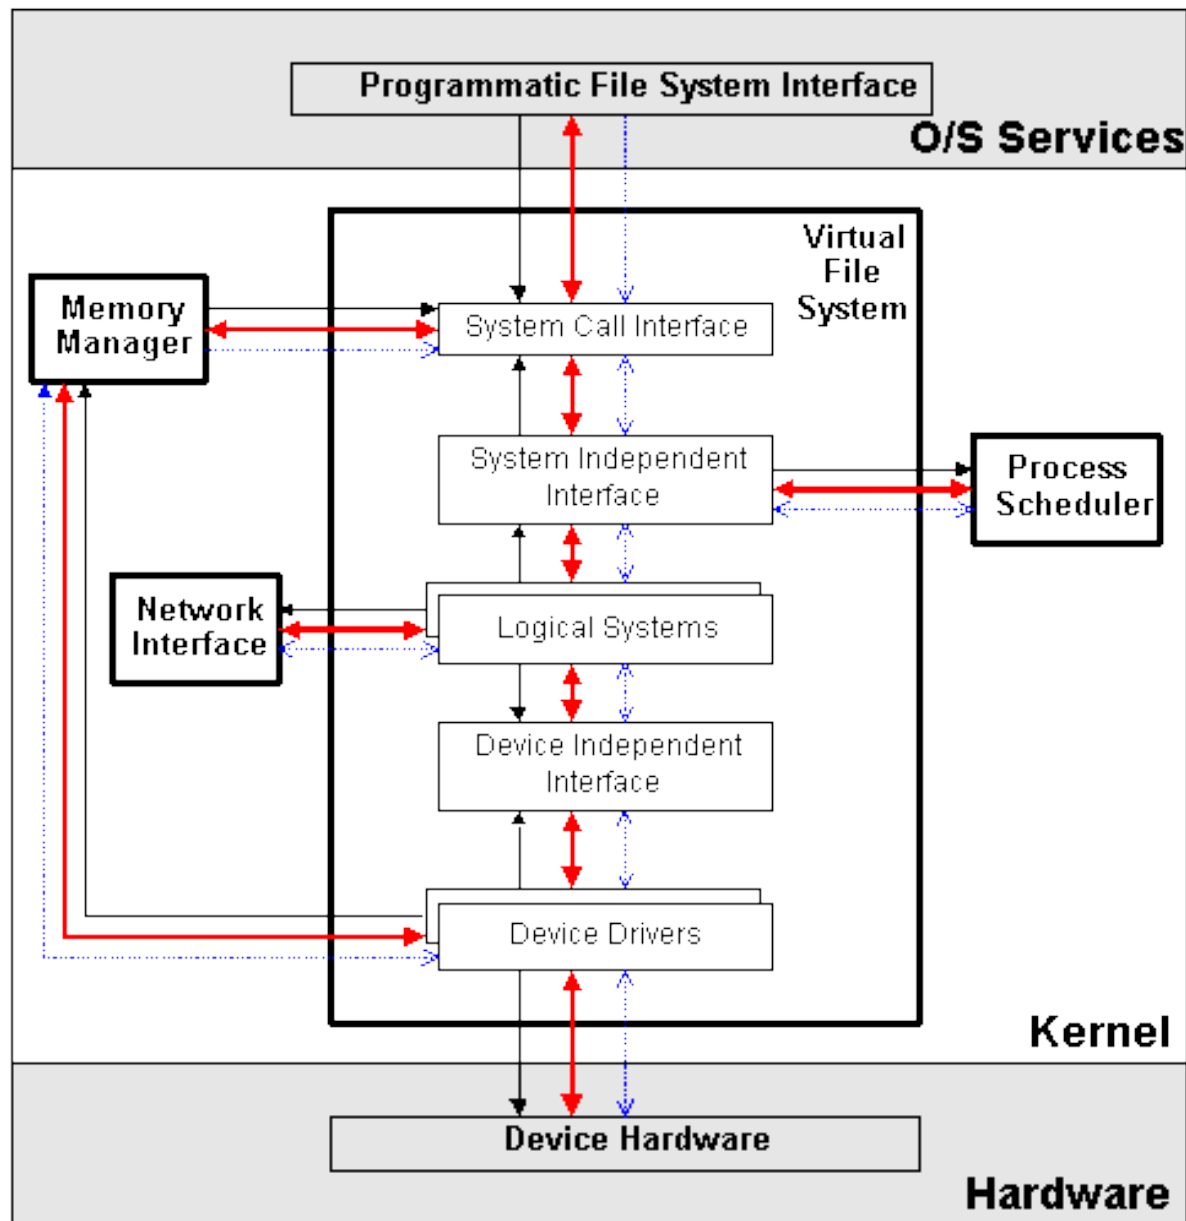 Programmatic File System Interface
O/S Services
Virtual
File
System
Memory
Manager
System Call Interface
System Independent
Interface
Process
Scheduler
Network
Interface
Logical Systems
Device Independent
Interface
Device Drivers
Kernel
Device Hardware
Hardware